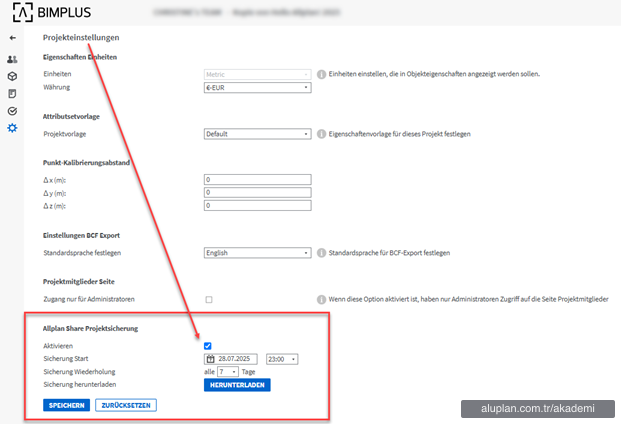 BIMPLUS
Projekteinstellungen
Eigenschaften Einheiten
Einheiten Metric Einheiten einstellen, die in Objekteigenschaften angezeigt werden sollen.
Währung €-EUR
Attributsetvorlage
Projektvorlage Default Eigenschaftenvorlage für dieses Projekt festlegen
Punkt-Kalibrierungsabstand
Δ x (m): 0
Δ y (m): 0
Δ z (m): 0
Einstellungen BCF Export
Standardsprache festlegen English Standardsprache für BCF-Export festlegen
Projektmitglieder Seite
Zugang nur für Administratoren Wenn diese Option aktiviert ist, haben nur Administratoren Zugriff auf die Seite Projektmitglieder
Allplan Share Projektsicherung
Aktivieren
Sicherung Start 28.07.2025 23:00
Sicherung Wiederholung alle 7 Tage
Sicherung herunterladen HERUNTERLADEN
SPEICHERN ZURÜCKSETZEN
aluplan.com.tr/akademi